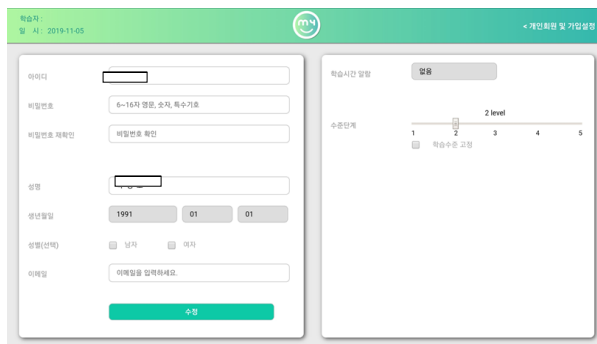 학습자 :
일 시 : 2019-11-05
my
< 개인회원 및 가입설정
아이디
비밀번호
6~16자 영문, 숫자, 특수기호
비밀번호 재확인
비밀번호 확인
성명
생년월일
1991
01
01
성별(선택)
남자
여자
이메일
이메일을 입력하세요.
수정
학습시간 알람
없음
수준단계
2 level
1
2
3
4
5
학습수준 고정